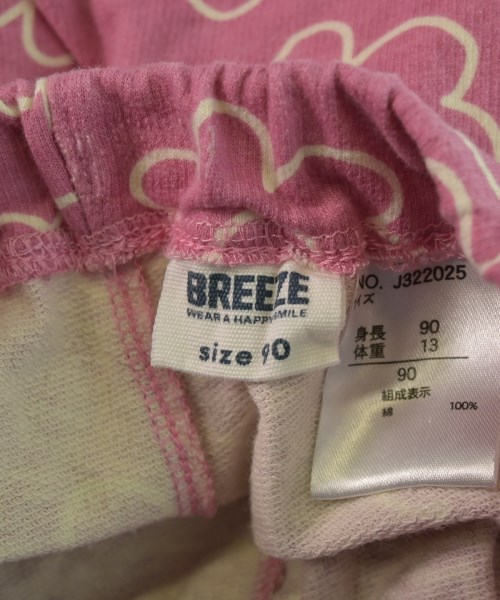 BREEZE
WEAR A HAPPY SMILE
size 90
NO. J322025
イズ
身長 90
体重 13
90
組成表示
綿 100%